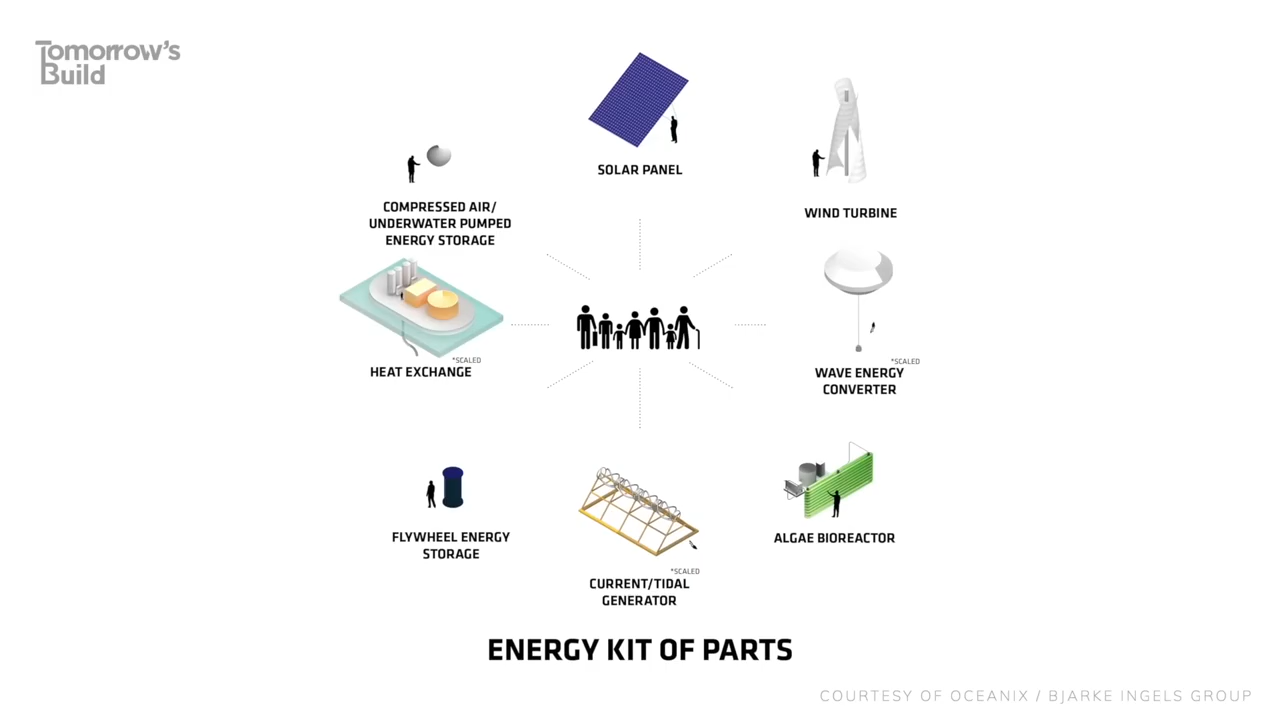 Tomorrow's
Build
SOLAR PANEL
COMPRESSED AIR/
UNDERWATER PUMPED
ENERGY STORAGE
WIND TURBINE
*SCALED
HEAT EXCHANGE
*SCALED
WAVE ENERGY
CONVERTER
FLYWHEEL ENERGY
STORAGE
*SCALED
CURRENT/TIDAL
GENERATOR
ALGAE BIOREACTOR
ENERGY KIT OF PARTS
COURTESY OF OCEANIX / BJARKE INGELS GROUP